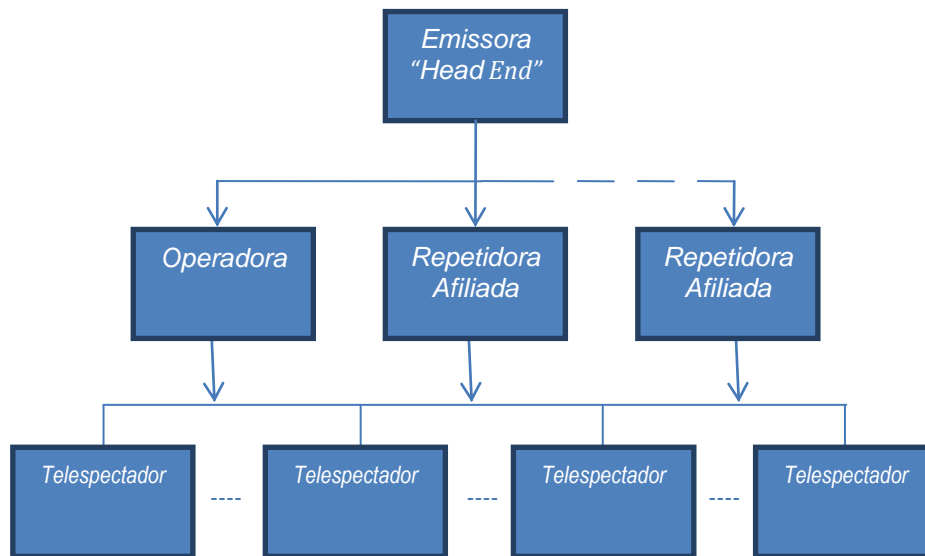 Emissora
“Head End”
Operadora
Repetidora
Afiliada
Repetidora
Afiliada
Telespectador
Telespectador
Telespectador
Telespectador